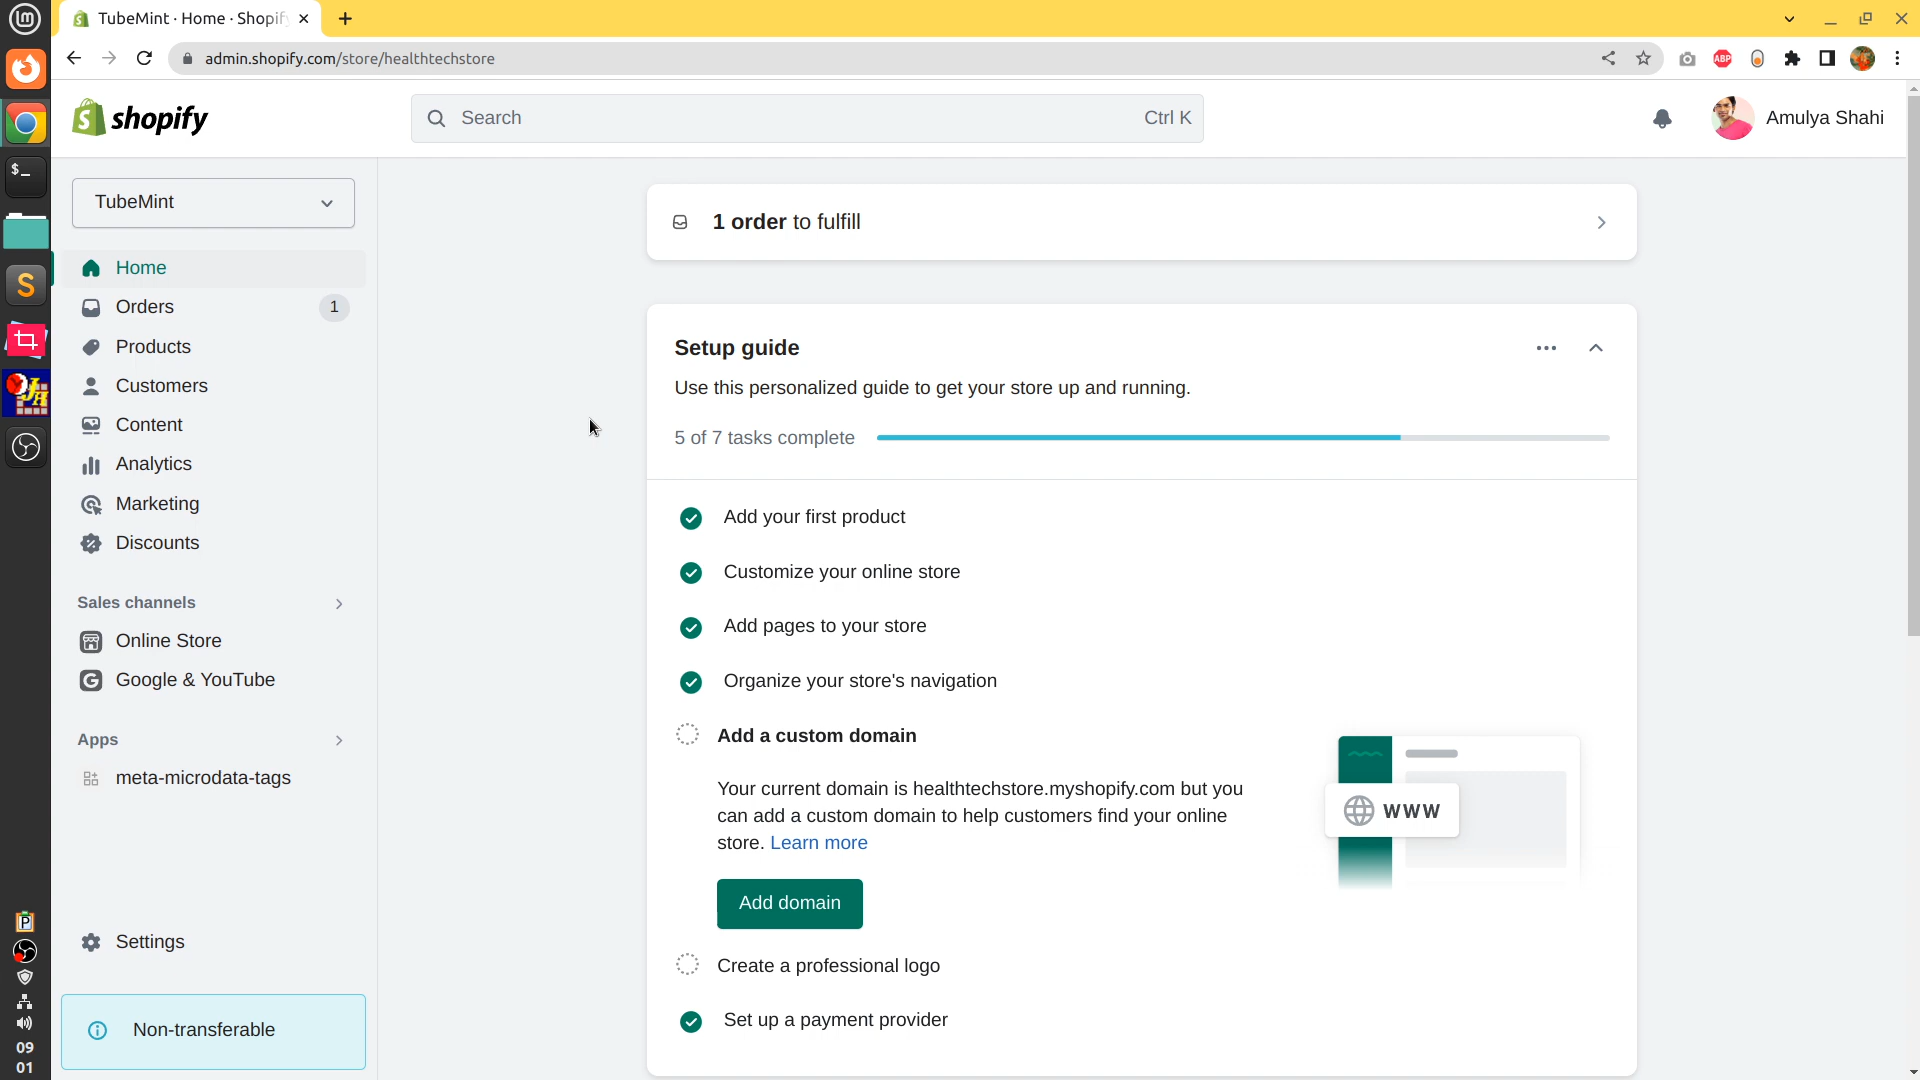 TubeMint · Home · Shopif
admin.shopify.com/store/healthtechstore
ABP
shopify
Search
Ctrl K
Amulya Shahi
TubeMint
Home
Orders
1
Products
Customers
Content
Analytics
Marketing
Discounts
Sales channels
Online Store
Google & YouTube
Apps
meta-microdata-tags
Settings
Non-transferable
1 order to fulfill
Setup guide
Use this personalized guide to get your store up and running.
5 of 7 tasks complete
Add your first product
Customize your online store
Add pages to your store
Organize your store's navigation
Add a custom domain
Your current domain is healthtechstore.myshopify.com but you
can add a custom domain to help customers find your online
store. Learn more
WWW
Add domain
Create a professional logo
Set up a payment provider
09
01